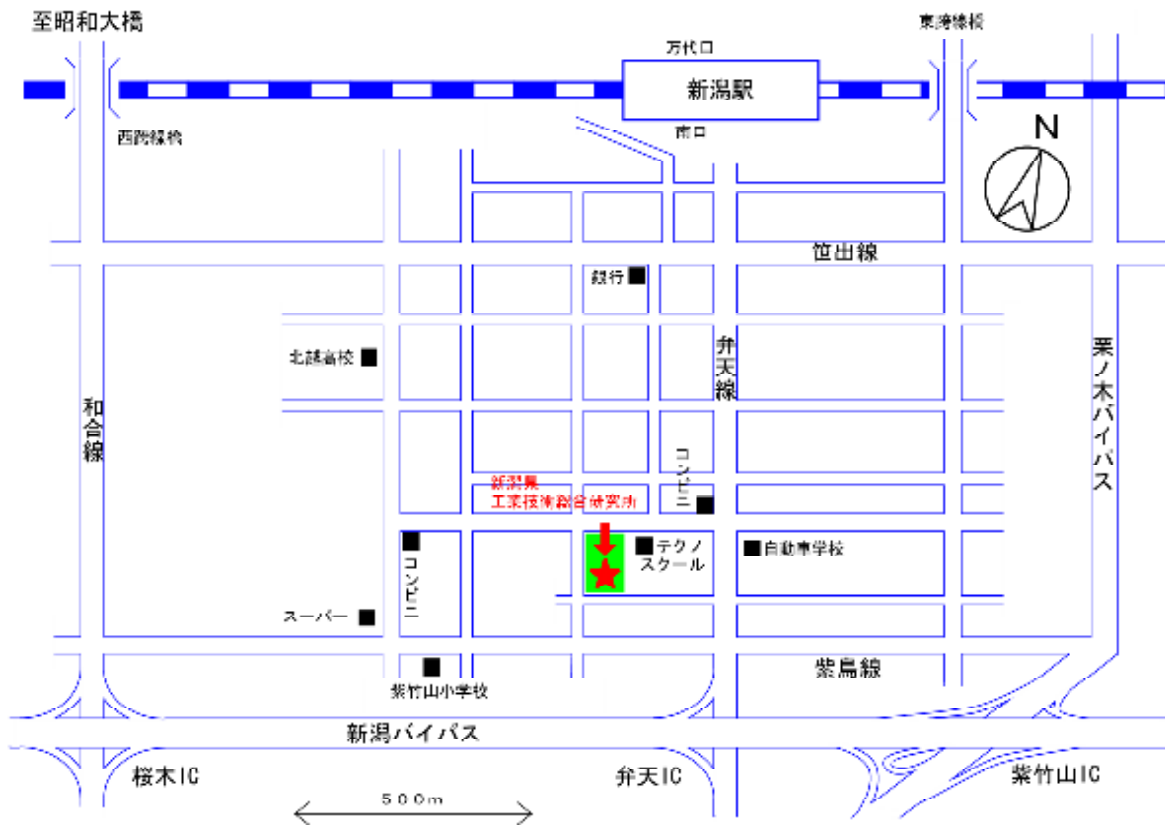 至昭和大橋
東跨線橋
万代口
新潟駅
西跨線橋
南口
N
笹出線
銀行
北越高校
弁天線
栗ノ木バイパス
和合線
コンビニ
新潟県
工業技術総合研究所
テクノ
スクール
自動車学校
コンビニ
スーパー
紫竹山小学校
紫鳥線
新潟バイパス
桜木IC
弁天IC
紫竹山IC
500m